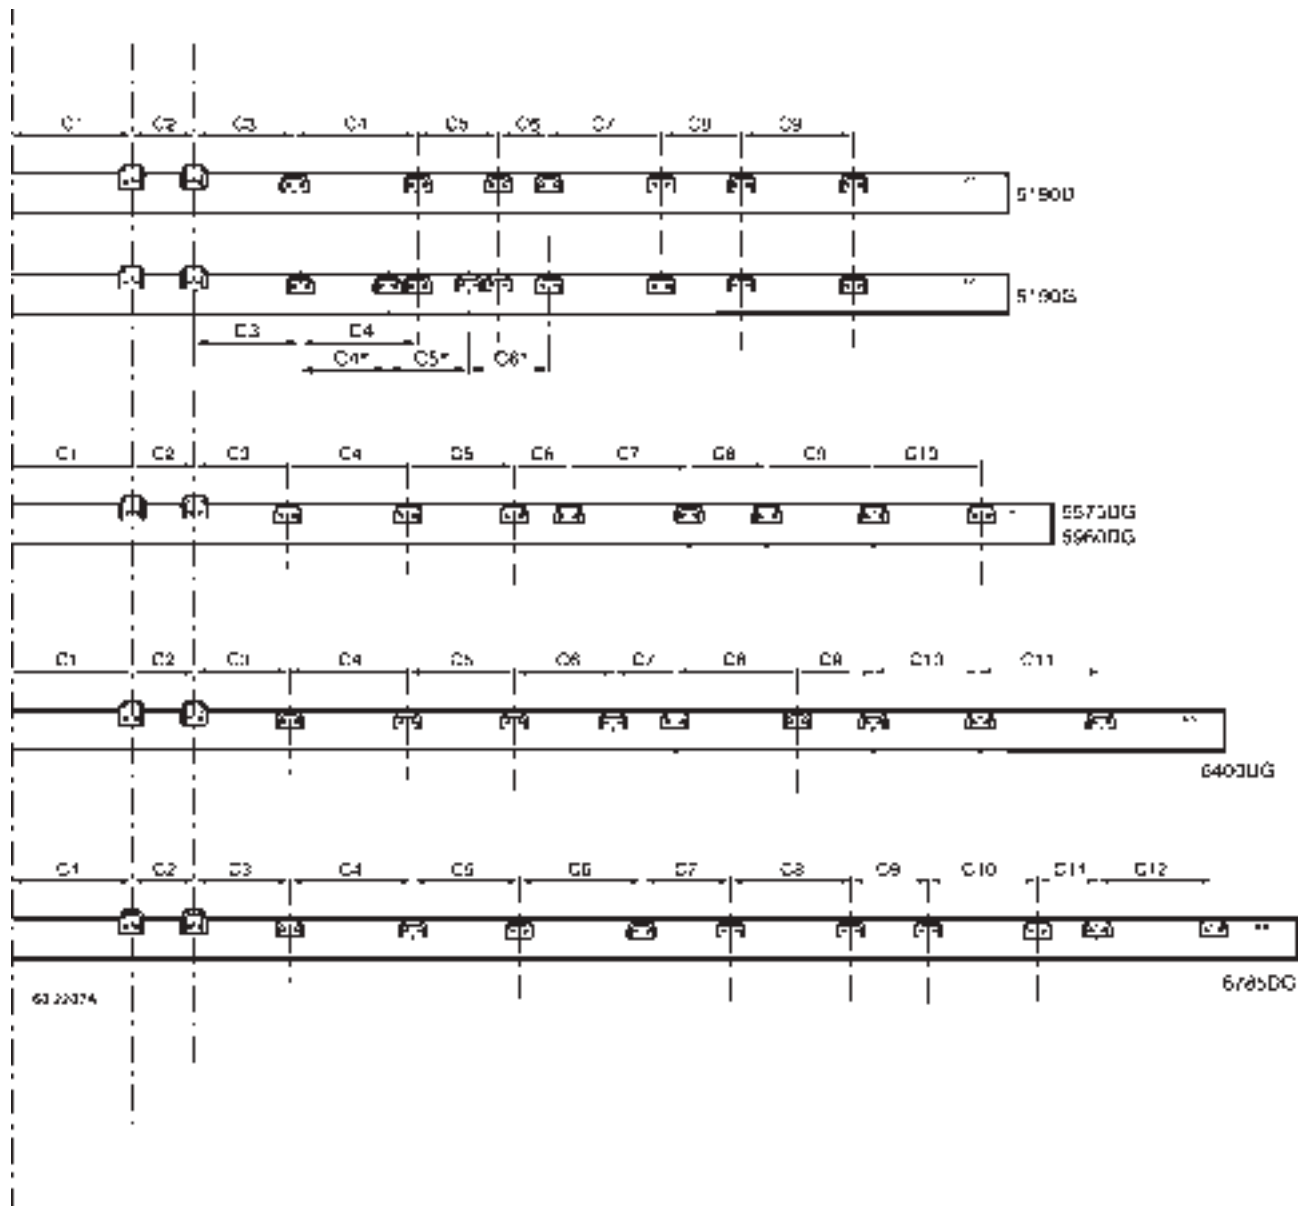 C1 C2 C3 C4 C5 C6 C7 C8 C9
5190D
5190G
C3 C4
C4* C5* C6*
C1 C2 C3 C4 C5 C6 C7 C8 C9 C10
5575DG
5960DG
C1 C2 C3 C4 C5 C6 C7 C8 C9 C10 C11
6400DG
C1 C2 C3 C4 C5 C6 C7 C8 C9 C10 C11 C12
6785DG